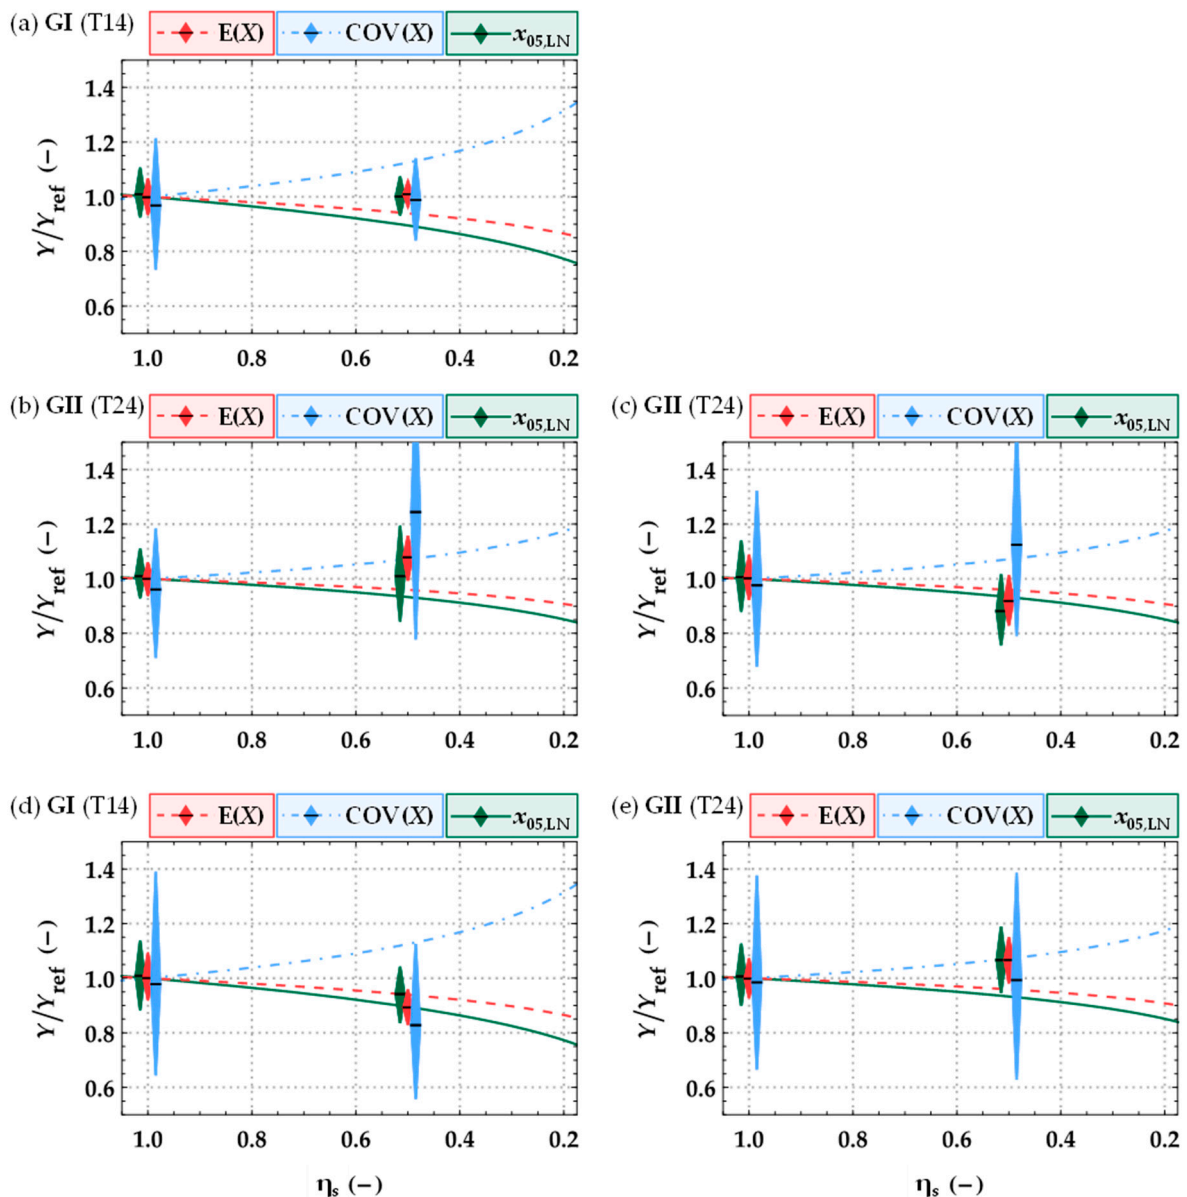 (a) GI (T14) E(X) COV(X) x05,LN
1.4
1.2
1.0
0.8
0.6
Y/Yref (−)
1.0 0.8 0.6 0.4 0.2
(b) GII (T24) E(X) COV(X) x05,LN
1.4
1.2
1.0
0.8
0.6
Y/Yref (−)
1.0 0.8 0.6 0.4 0.2
(c) GII (T24) E(X) COV(X) x05,LN
1.4
1.2
1.0
0.8
0.6
Y/Yref (−)
1.0 0.8 0.6 0.4 0.2
(d) GI (T14) E(X) COV(X) x05,LN
1.4
1.2
1.0
0.8
0.6
Y/Yref (−)
1.0 0.8 0.6 0.4 0.2
ηs (−)
(e) GII (T24) E(X) COV(X) x05,LN
1.4
1.2
1.0
0.8
0.6
Y/Yref (−)
1.0 0.8 0.6 0.4 0.2
ηs (−)